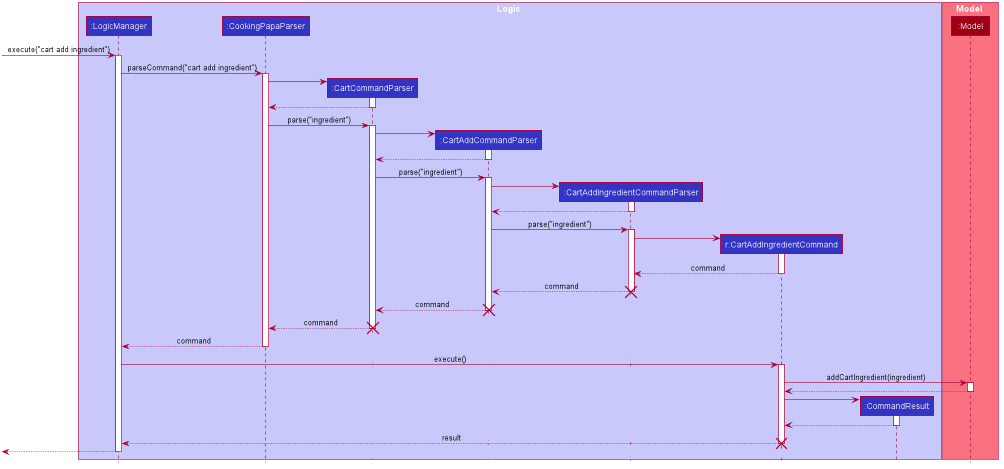 Logic
Model
:LogicManager
:CookingPapaParser
:Model
execute("cart add ingredient")
parseCommand("cart add ingredient")
:CartCommandParser
parse("ingredient")
:CartAddCommandParser
parse("ingredient")
:CartAddIngredientCommandParser
parse("ingredient")
r:CartAddIngredientCommand
command
command
command
command
command
execute()
addCartIngredient(ingredient)
:CommandResult
result